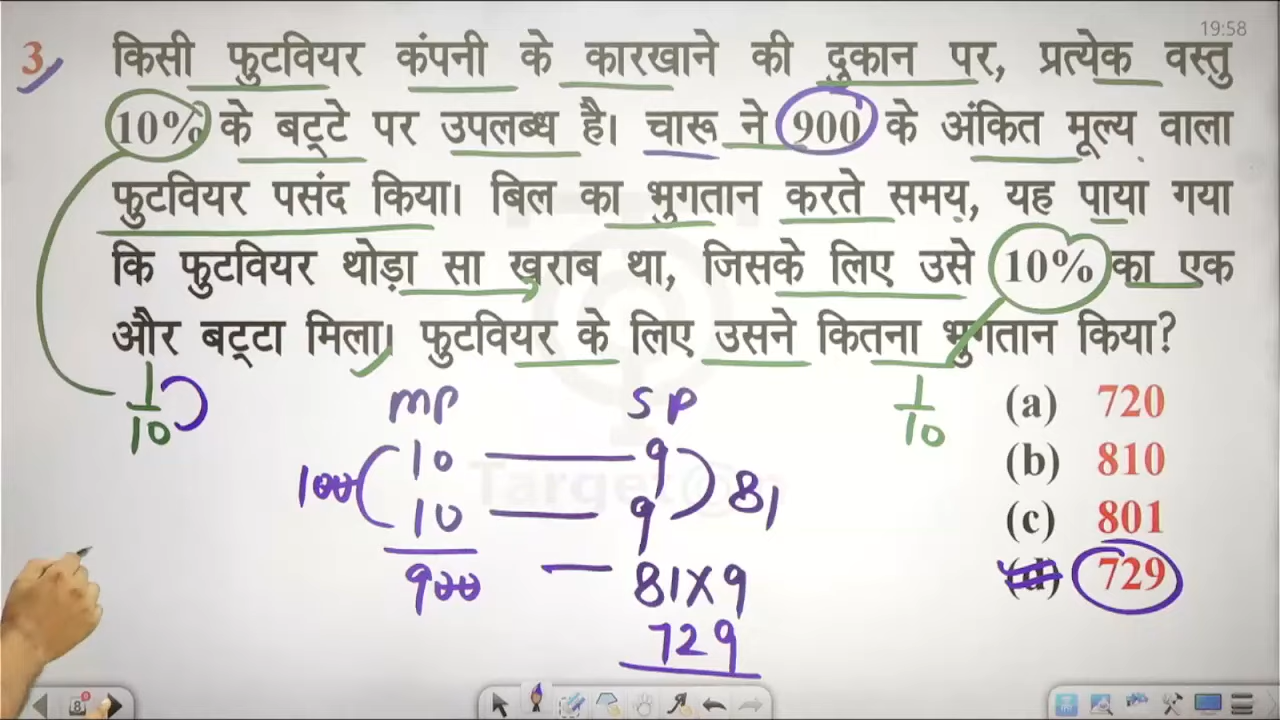 19:58
3. किसी फुटवियर कंपनी के कारखाने की दुकान पर, प्रत्येक वस्तु
10% के बट्टे पर उपलब्ध है। चारू ने 900 के अंकित मूल्य वाला
फुटवियर पसंद किया। बिल का भुगतान करते समय, यह पाया गया
कि फुटवियर थोड़ा सा खराब था, जिसके लिए उसे 10% का एक
और बट्टा मिला। फुटवियर के लिए उसने कितना भुगतान किया?
1/10 MP SP 1/10
(a) 720
10 — 9
100 10 — 9 81
(b) 810
(c) 801
900 — 81×9
(d) 729
729
Target
8